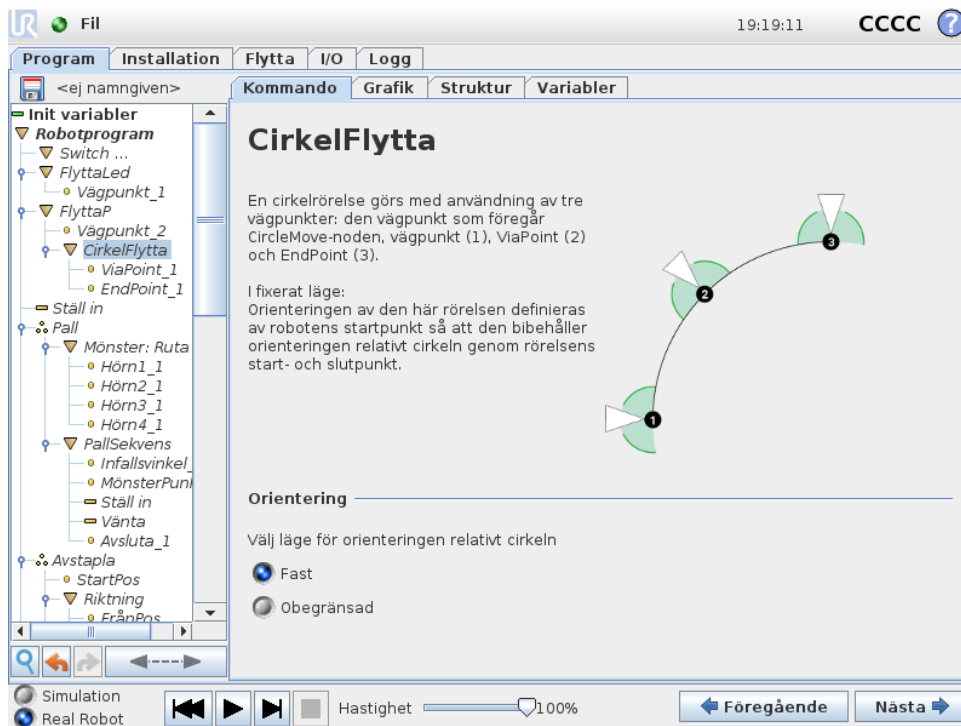 UR Fil 19:19:11 CCCC ?
Program Installation Flytta I/O Logg
<ej namngiven>
Kommando Grafik Struktur Variabler
Init variabler
Robotprogram
Switch ...
FlyttaLed
Vägpunkt_1
FlyttaP
Vägpunkt_2
CirkelFlytta
ViaPoint_1
EndPoint_1
Ställ in
Pall
Mönster: Ruta
Hörn1_1
Hörn2_1
Hörn3_1
Hörn4_1
PallSekvens
Infallsvinkel_
MönsterPunl
Ställ in
Vänta
Avsluta_1
Avstapla
StartPos
Riktning
FrånPos
CirkelFlytta
En cirkelrörelse görs med användning av tre
vägpunkter: den vägpunkt som föregår
CircleMove-noden, vägpunkt (1), ViaPoint (2)
och EndPoint (3).
I fixerat läge:
Orienteringen av den här rörelsen definieras
av robotens startpunkt så att den bibehåller
orienteringen relativt cirkeln genom rörelsens
start- och slutpunkt.
3
2
1
Orientering
Välj läge för orienteringen relativt cirkeln
Fast
Obegränsad
Simulation
Real Robot
Hastighet 100%
Föregående Nästa